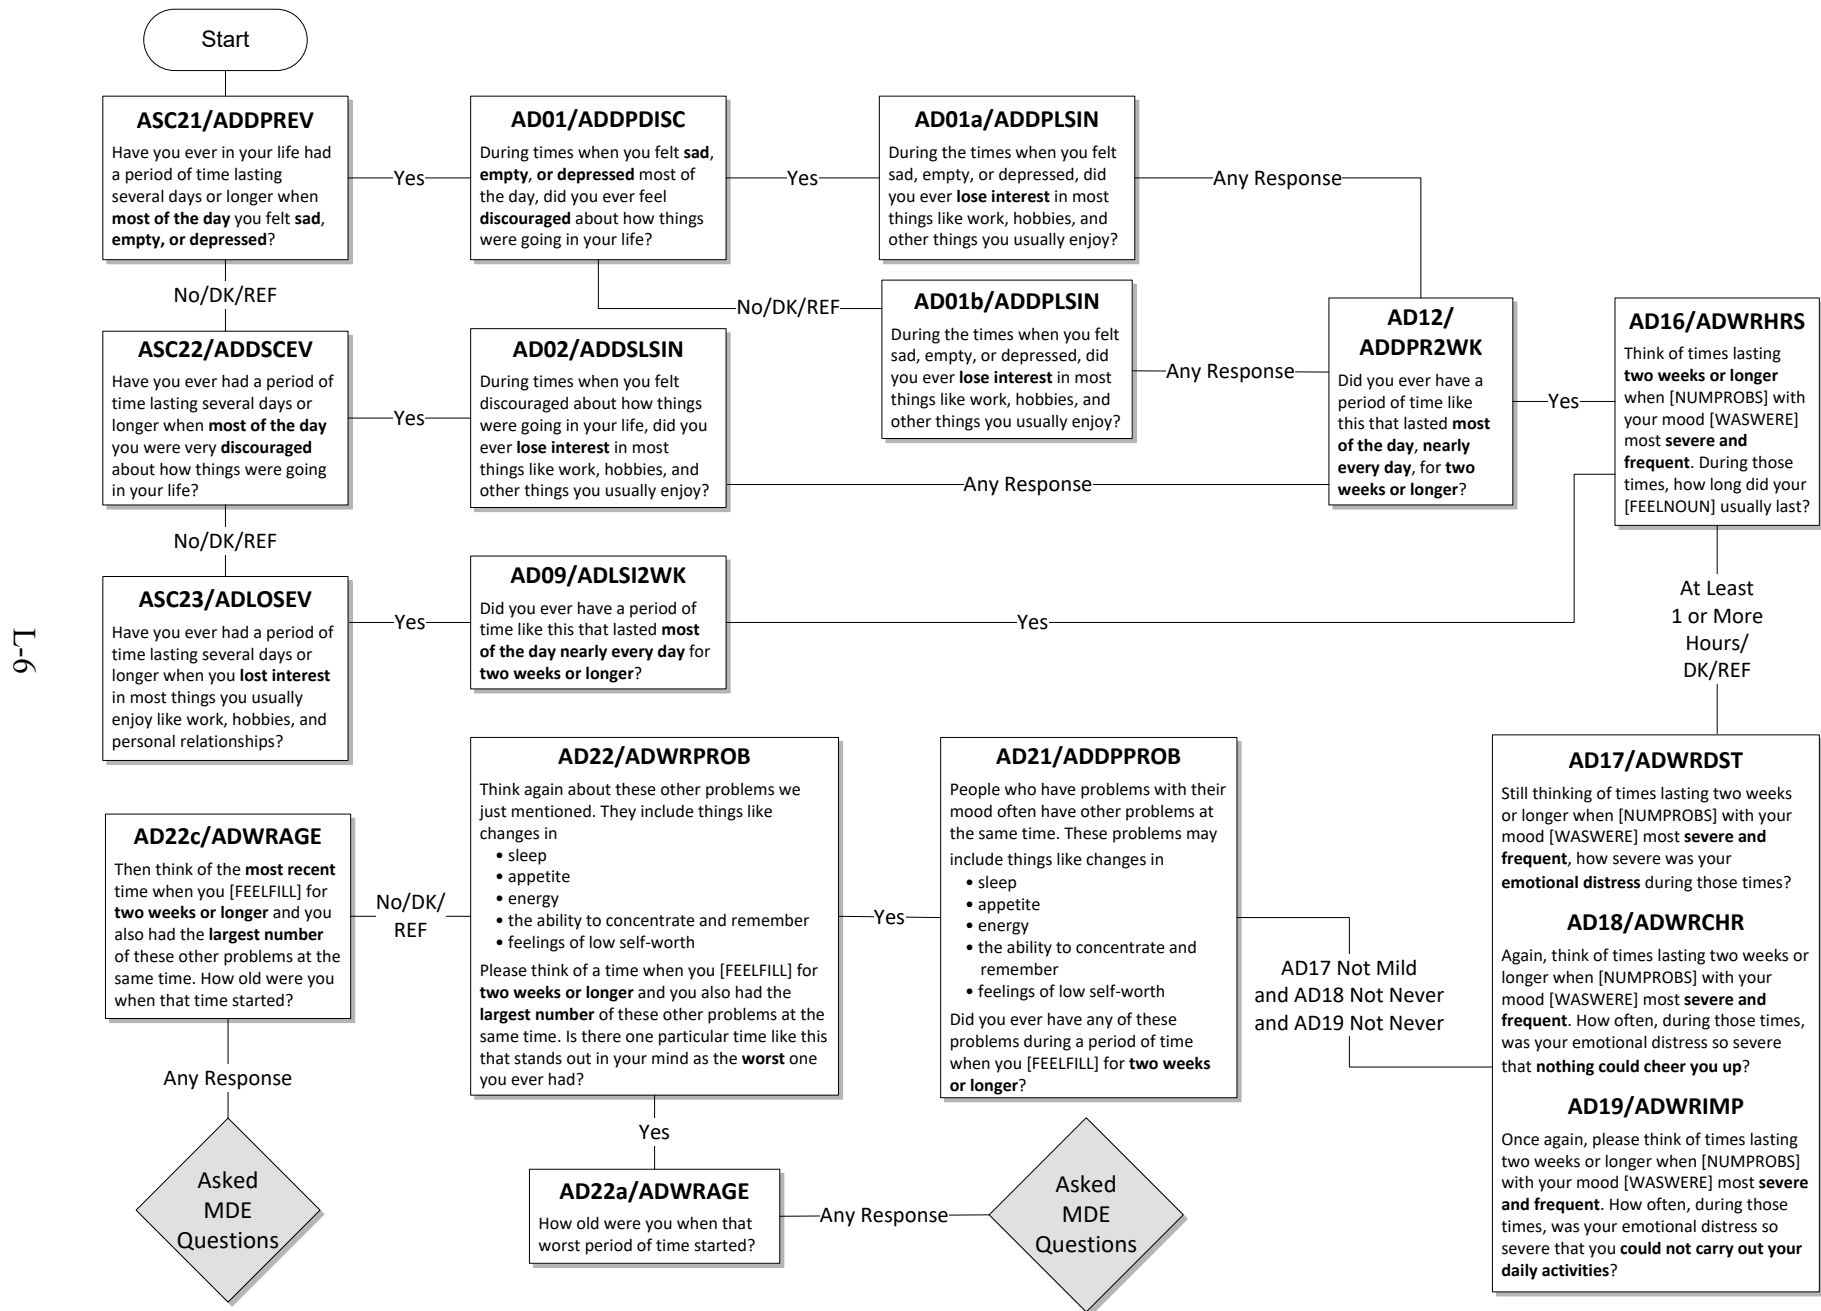 Start
ASC21/ADDPREV
Have you ever in your life had
a period of time lasting
several days or longer when
most of the day you felt sad,
empty, or depressed?
Yes
AD01/ADDPDISC
During times when you felt sad,
empty, or depressed most of
the day, did you ever feel
discouraged about how things
were going in your life?
Yes
AD01a/ADDPLSIN
During the times when you felt
sad, empty, or depressed, did
you ever lose interest in most
things like work, hobbies, and
other things you usually enjoy?
Any Response
No/DK/REF
No/DK/REF
AD01b/ADDPLSIN
During the times when you felt
sad, empty, or depressed, did
you ever lose interest in most
things like work, hobbies, and
other things you usually enjoy?
Any Response
AD12/
ADDPR2WK
Did you ever have a
period of time like
this that lasted most
of the day, nearly
every day, for two
weeks or longer?
Yes
AD16/ADWRHRS
Think of times lasting
two weeks or longer
when [NUMPROBS] with
your mood [WASWERE]
most severe and
frequent. During those
times, how long did your
[FEELNOUN] usually last?
ASC22/ADDSCEV
Have you ever had a period of
time lasting several days or
longer when most of the day
you were very discouraged
about how things were going
in your life?
Yes
AD02/ADDSLSIN
During times when you felt
discouraged about how things
were going in your life, did you
ever lose interest in most
things like work, hobbies, and
other things you usually enjoy?
Any Response
No/DK/REF
ASC23/ADLOSEV
Have you ever had a period of
time lasting several days or
longer when you lost interest
in most things you usually
enjoy like work, hobbies, and
personal relationships?
Yes
AD09/ADLSI2WK
Did you ever have a period of
time like this that lasted most
of the day nearly every day for
two weeks or longer?
Yes
At Least
1 or More
Hours/
DK/REF
L-6
AD17/ADWRDST
Still thinking of times lasting two weeks
or longer when [NUMPROBS] with your
mood [WASWERE] most severe and
frequent, how severe was your
emotional distress during those times?
AD18/ADWRCHR
Again, think of times lasting two weeks or
longer when [NUMPROBS] with your
mood [WASWERE] most severe and
frequent. How often, during those times,
was your emotional distress so severe
that nothing could cheer you up?
AD19/ADWRIMP
Once again, please think of times lasting
two weeks or longer when [NUMPROBS]
with your mood [WASWERE] most severe
and frequent. How often, during those
times, was your emotional distress so
severe that you could not carry out your
daily activities?
AD17 Not Mild
and AD18 Not Never
and AD19 Not Never
AD21/ADDPPROB
People who have problems with their
mood often have other problems at
the same time. These problems may
include things like changes in
• sleep
• appetite
• energy
• the ability to concentrate and
remember
• feelings of low self-worth
Did you ever have any of these
problems during a period of time
when you [FEELFILL] for two weeks
or longer?
Yes
AD22/ADWRPROB
Think again about these other problems we
just mentioned. They include things like
changes in
• sleep
• appetite
• energy
• the ability to concentrate and remember
• feelings of low self-worth
Please think of a time when you [FEELFILL] for
two weeks or longer and you also had the
largest number of these other problems at the
same time. Is there one particular time like this
that stands out in your mind as the worst one
you ever had?
No/DK/
REF
AD22c/ADWRAGE
Then think of the most recent
time when you [FEELFILL] for
two weeks or longer and you
also had the largest number
of these other problems at the
same time. How old were you
when that time started?
Any Response
Asked
MDE
Questions
Yes
AD22a/ADWRAGE
How old were you when that
worst period of time started?
Any Response
Asked
MDE
Questions